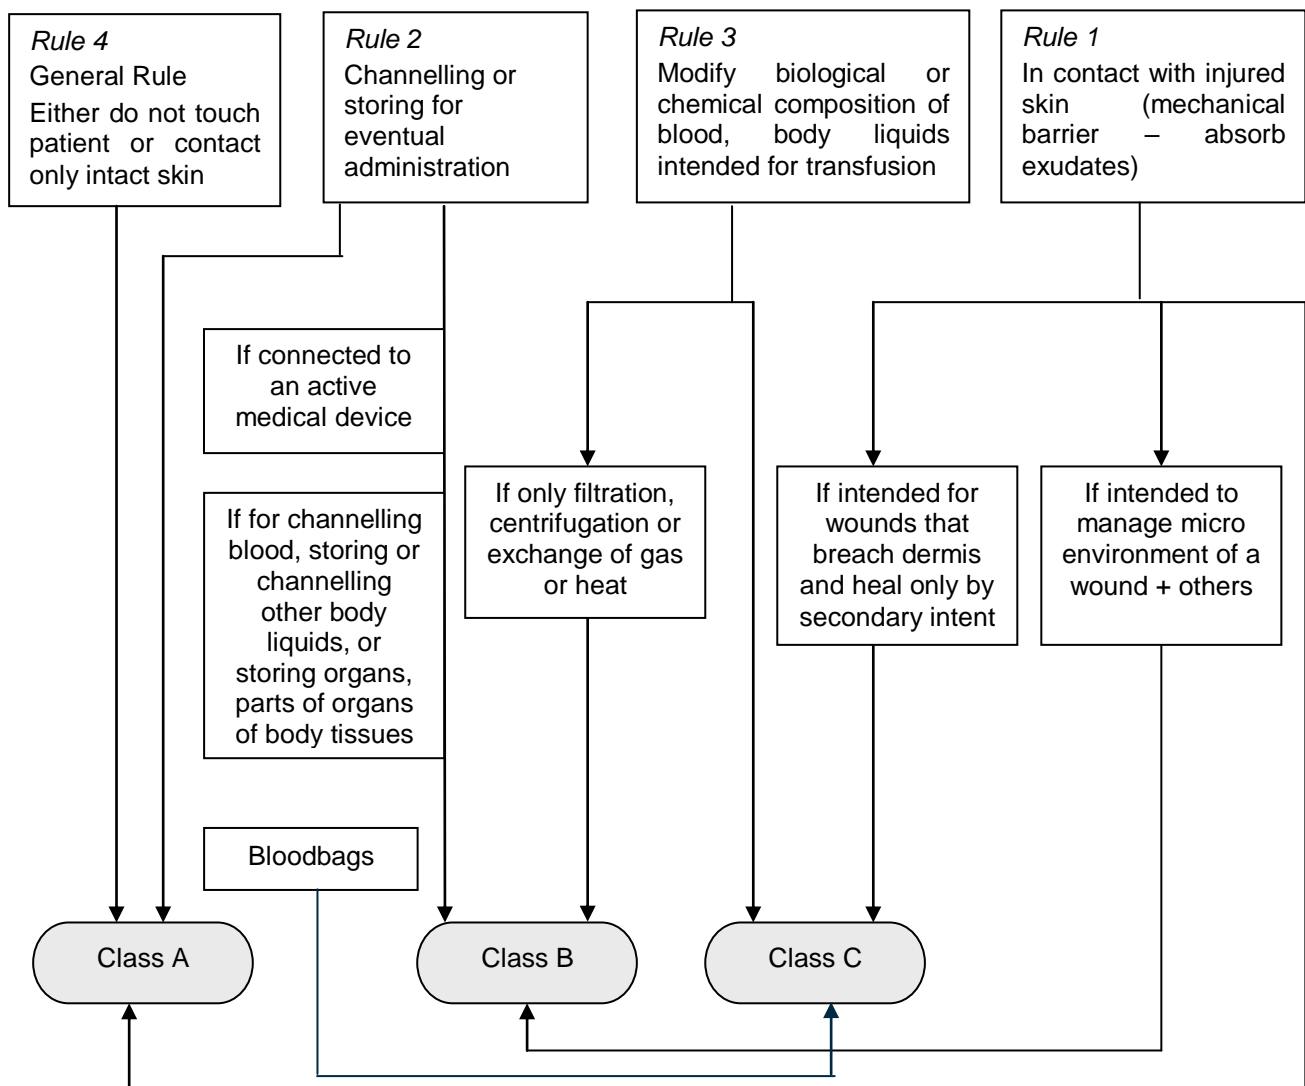 Rule 4
General Rule
Either do not touch
patient or contact
only intact skin
Rule 2
Channelling or
storing for
eventual
administration
Rule 3
Modify biological or
chemical composition of
blood, body liquids
intended for transfusion
Rule 1
In contact with injured
skin (mechanical
barrier – absorb
exudates)
If connected to
an active
medical device
If for channelling
blood, storing or
channelling
other body
liquids, or
storing organs,
parts of organs
of body tissues
If only filtration,
centrifugation or
exchange of gas
or heat
If intended for
wounds that
breach dermis
and heal only by
secondary intent
If intended to
manage micro
environment of a
wound + others
Bloodbags
Class A
Class B
Class C